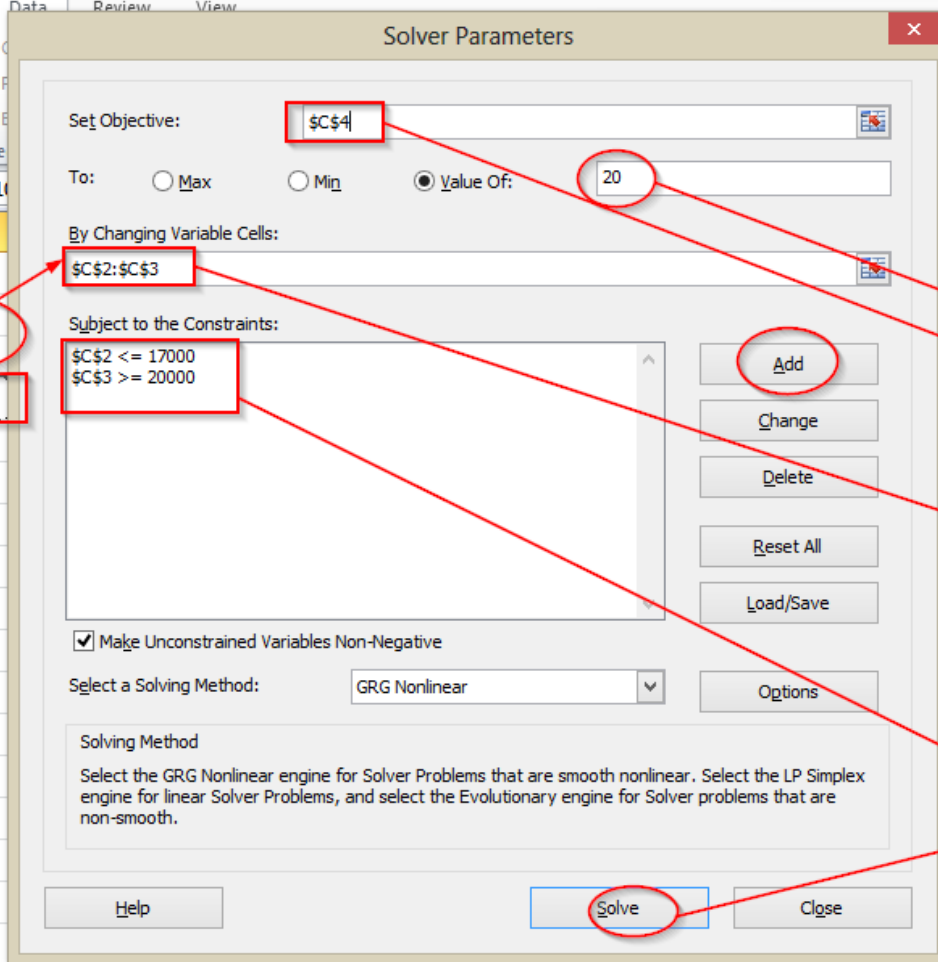 Data Review View
Solver Parameters
Set Objective: $C$4
To: Max Min Value Of: 20
By Changing Variable Cells:
$C$2:$C$3
Subject to the Constraints:
$C$2 <= 17000
$C$3 >= 20000
Add
Change
Delete
Reset All
Load/Save
Make Unconstrained Variables Non-Negative
Select a Solving Method: GRG Nonlinear
Options
Solving Method
Select the GRG Nonlinear engine for Solver Problems that are smooth nonlinear. Select the LP Simplex
engine for linear Solver Problems, and select the Evolutionary engine for Solver problems that are
non-smooth.
Help Solve Close